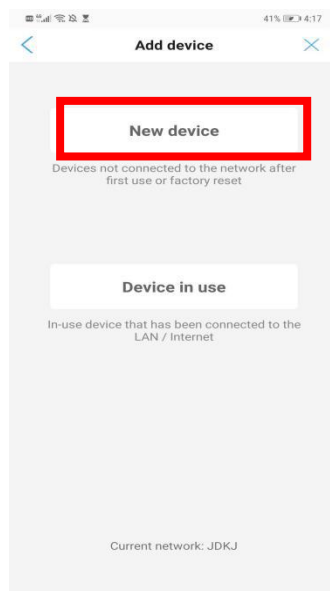 41% 4:17
Add device
New device
Devices not connected to the network after
first use or factory reset
Device in use
In-use device that has been connected to the
LAN / Internet
Current network: JDKJ